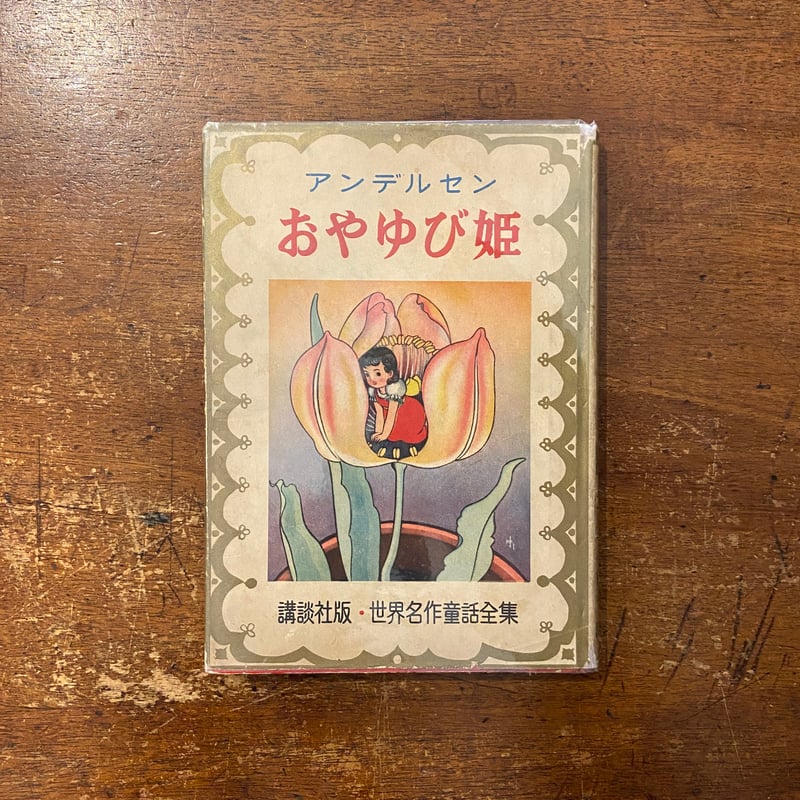 アンデルセン
おやゆび姫
講談社版・世界名作童話全集